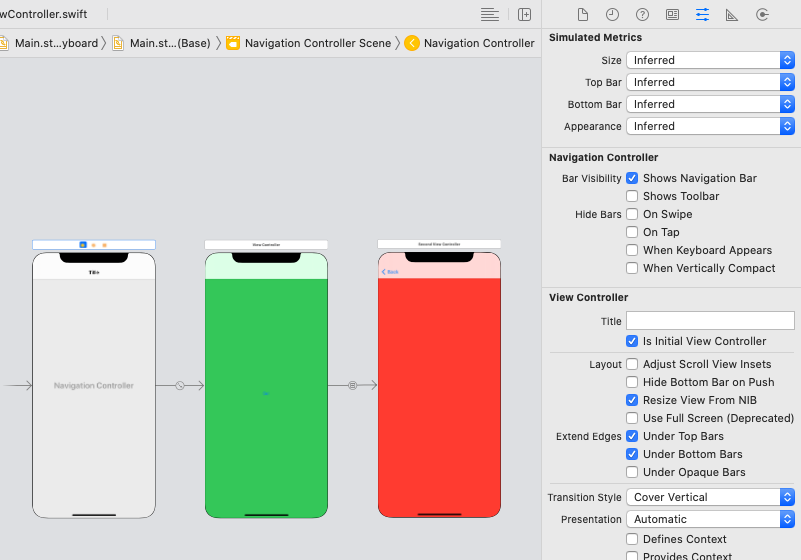 wController.swift
Main.st...yboard
Main.st...(Base)
Navigation Controller Scene
Navigation Controller
Simulated Metrics
Size Inferred
Top Bar Inferred
Bottom Bar Inferred
Appearance Inferred
Navigation Controller
Bar Visibility Shows Navigation Bar
Shows Toolbar
Hide Bars On Swipe
On Tap
When Keyboard Appears
When Vertically Compact
View Controller
Title
Is Initial View Controller
Layout Adjust Scroll View Insets
Hide Bottom Bar on Push
Resize View From NIB
Use Full Screen (Deprecated)
Extend Edges Under Top Bars
Under Bottom Bars
Under Opaque Bars
Transition Style Cover Vertical
Presentation Automatic
Defines Context
Provides Context
View Controller
Second View Controller
Title
Back
Navigation Controller